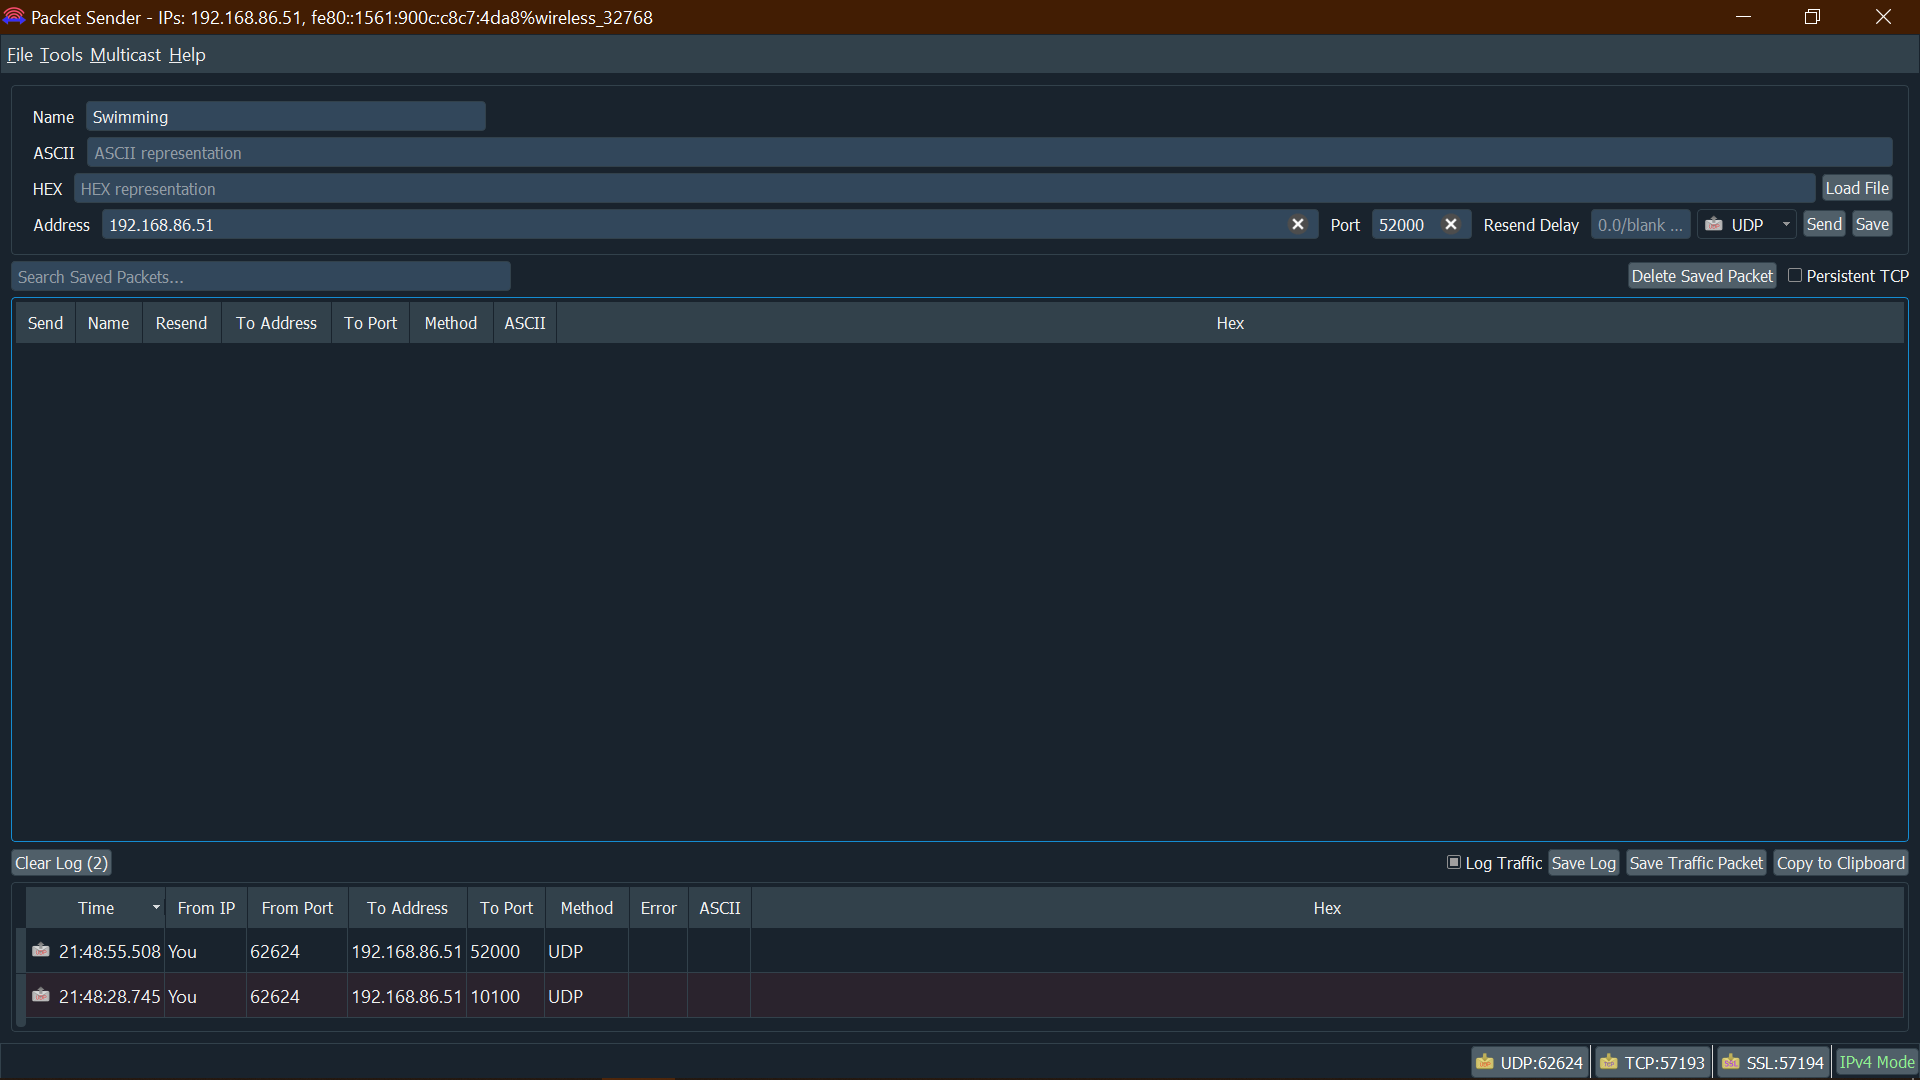 Packet Sender - IPs: 192.168.86.51, fe80::1561:900c:c8c7:4da8%wireless_32768
File Tools Multicast Help
Name Swimming
ASCII ASCII representation
HEX HEX representation Load File
Address 192.168.86.51 Port 52000 Resend Delay 0.0/blank ... UDP Send Save
Search Saved Packets... Delete Saved Packet Persistent TCP
Send Name Resend To Address To Port Method ASCII Hex
Clear Log (2) Log Traffic Save Log Save Traffic Packet Copy to Clipboard
Time From IP From Port To Address To Port Method Error ASCII Hex
21:48:55.508 You 62624 192.168.86.51 52000 UDP
21:48:28.745 You 62624 192.168.86.51 10100 UDP
UDP:62624 TCP:57193 SSL:57194 IPv4 Mode